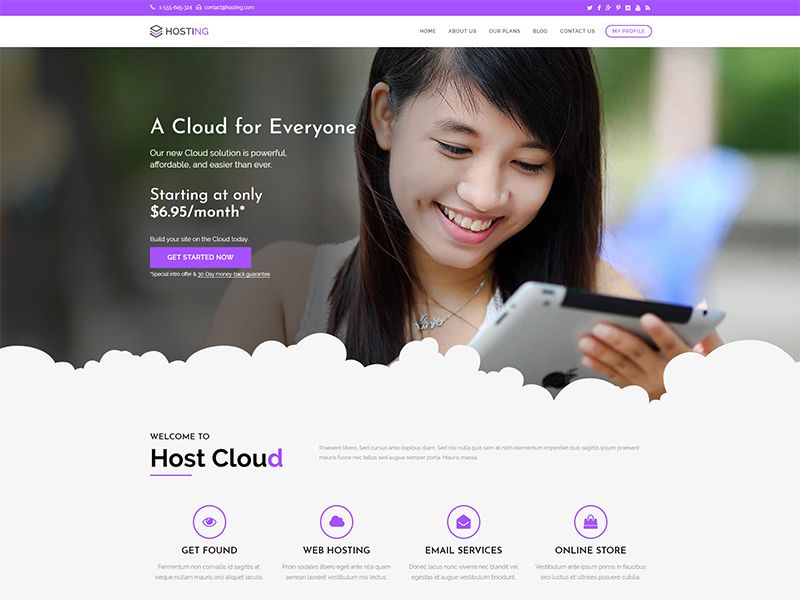 1-555-645-324 contact@hosting.com
HOSTING
HOME ABOUT US OUR PLANS BLOG CONTACT US MY PROFILE
A Cloud for Everyone
Our new Cloud solution is powerful,
affordable, and easier than ever.
Starting at only
$6.95/month*
Build your site on the Cloud today.
GET STARTED NOW
*Special intro offer & 30-Day money-back guarantee
WELCOME TO
Host Cloud
Praesent libero. Sed cursus ante dapibus diam. Sed nisi nulla quis sem at nibh elementum imperdiet duis sagittis ipsum praesent
mauris fusce nec tellus sed augue semper porta. Mauris massa.
GET FOUND
Fermentum non convallis id sagittis at,
neque nullam mauris orci aliquet iaculis.
WEB HOSTING
Proin sodales libero eget ante nulla quam
aenean laoreet vestibulum nisi lectus.
EMAIL SERVICES
Donec lacus nunc viverra nec blandit vel
egestas et augue vestibulum tincidunt.
ONLINE STORE
Vestibulum ante ipsum primis in faucibus
orci luctus et ultrices posuere cubilia.